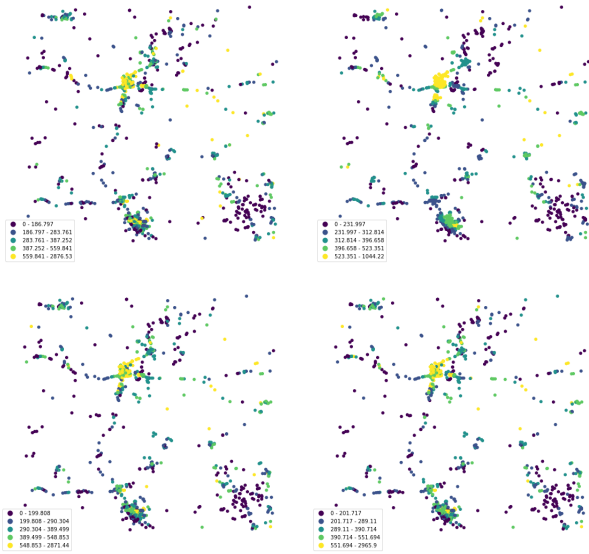 0 - 186.797
186.797 - 283.761
283.761 - 387.252
387.252 - 559.841
559.841 - 2876.53
0 - 231.997
231.997 - 312.814
312.814 - 396.658
396.658 - 523.351
523.351 - 1044.22
0 - 199.808
199.808 - 290.304
290.304 - 389.499
389.499 - 548.853
548.853 - 2871.44
0 - 201.717
201.717 - 289.11
289.11 - 390.714
390.714 - 551.694
551.694 - 2965.9